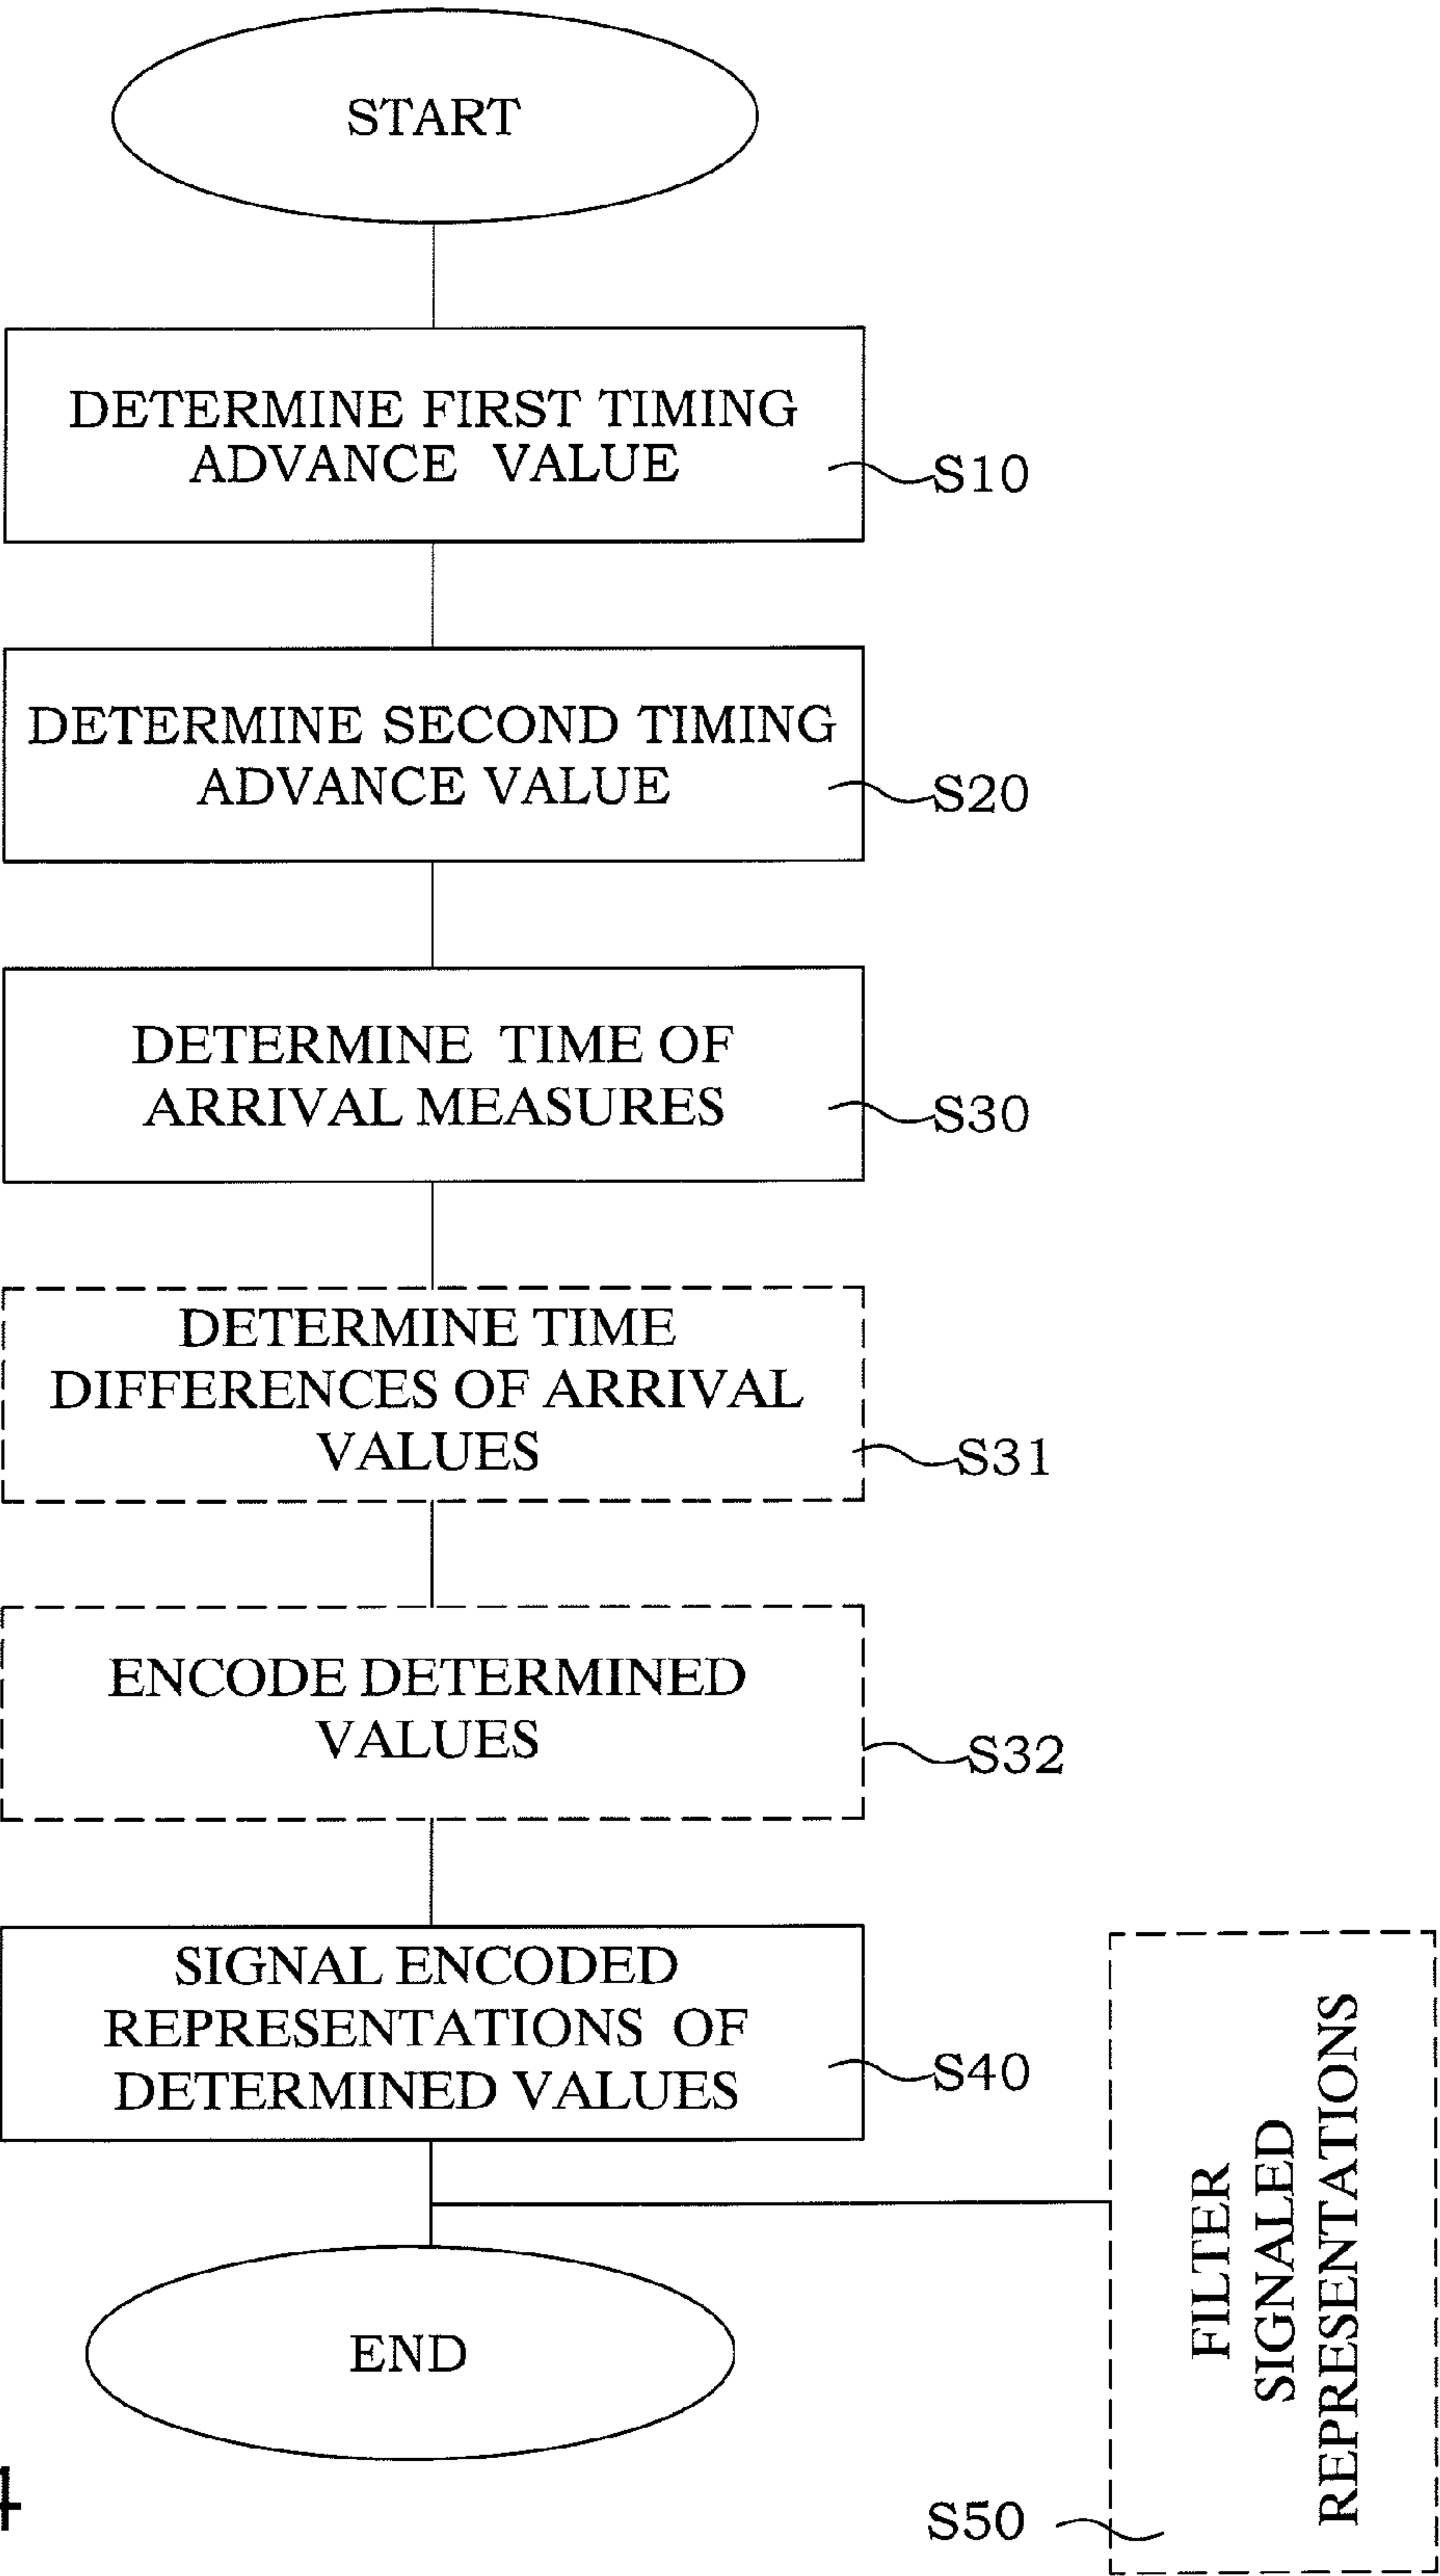 START
DETERMINE FIRST TIMING
ADVANCE VALUE
S10
DETERMINE SECOND TIMING
ADVANCE VALUE
S20
DETERMINE TIME OF
ARRIVAL MEASURES
S30
DETERMINE TIME
DIFFERENCES OF ARRIVAL
VALUES
S31
ENCODE DETERMINED
VALUES
S32
SIGNAL ENCODED
REPRESENTATIONS OF
DETERMINED VALUES
S40
FILTER
SIGNALED
REPRESENTATIONS
S50
END